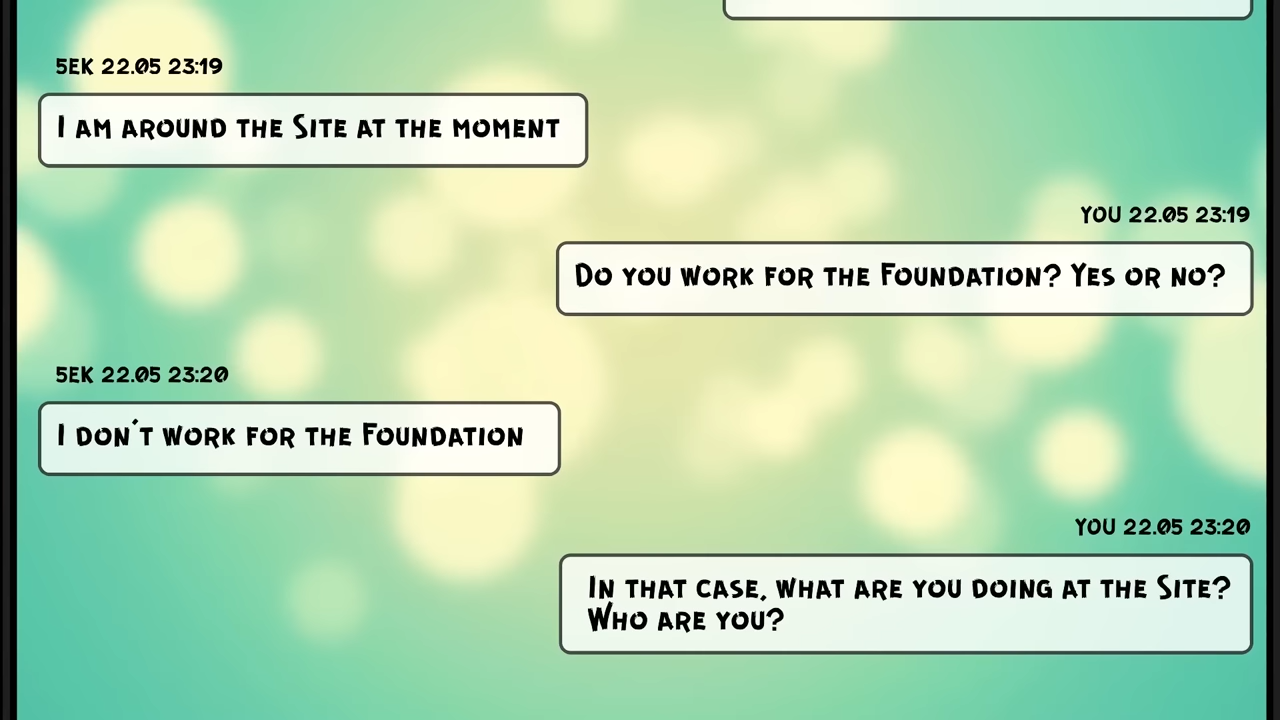 5EK 22.05 23:19
I am around the Site at the moment
YOU 22.05 23:19
Do you work for the Foundation? Yes or no?
5EK 22.05 23:20
I don't work for the Foundation
YOU 22.05 23:20
In that case, what are you doing at the Site?
Who are you?